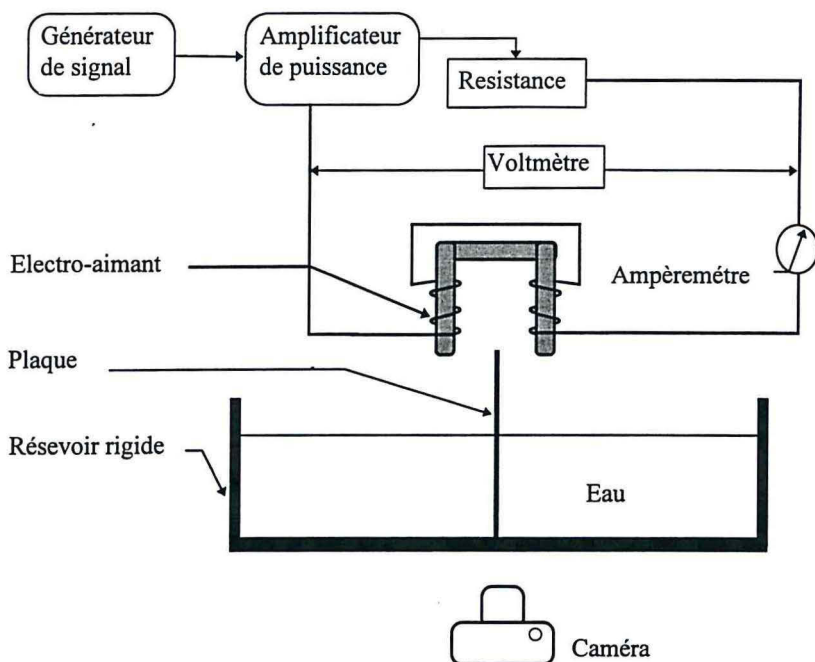 Générateur
de signal
Amplificateur
de puissance
Resistance
Voltmètre
Electro-aimant
Ampèremétre
Plaque
Résevoir rigide
Eau
Caméra